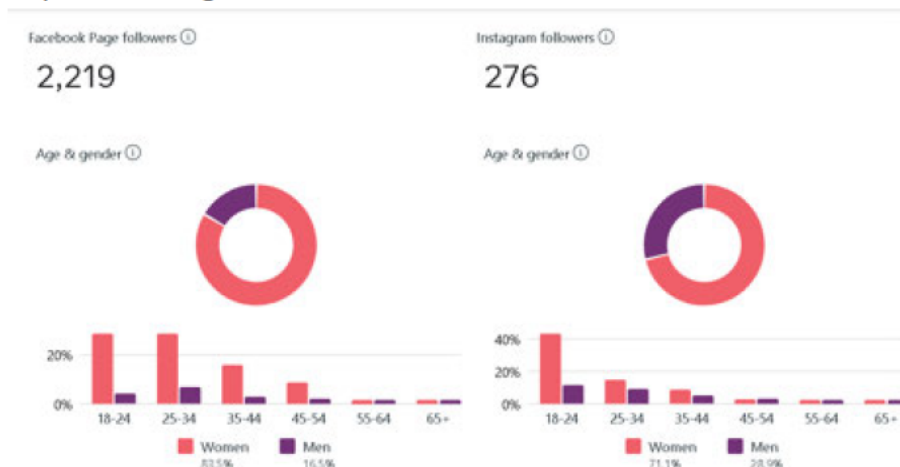 Facebook Page followers
2,219
Age & gender
20%
0%
18-24 25-34 35-44 45-54 55-64 65+
Women Men
83.5% 16.5%
Instagram followers
276
Age & gender
40%
20%
0%
18-24 25-34 35-44 45-54 55-64 65+
Women Men
71.1% 28.9%